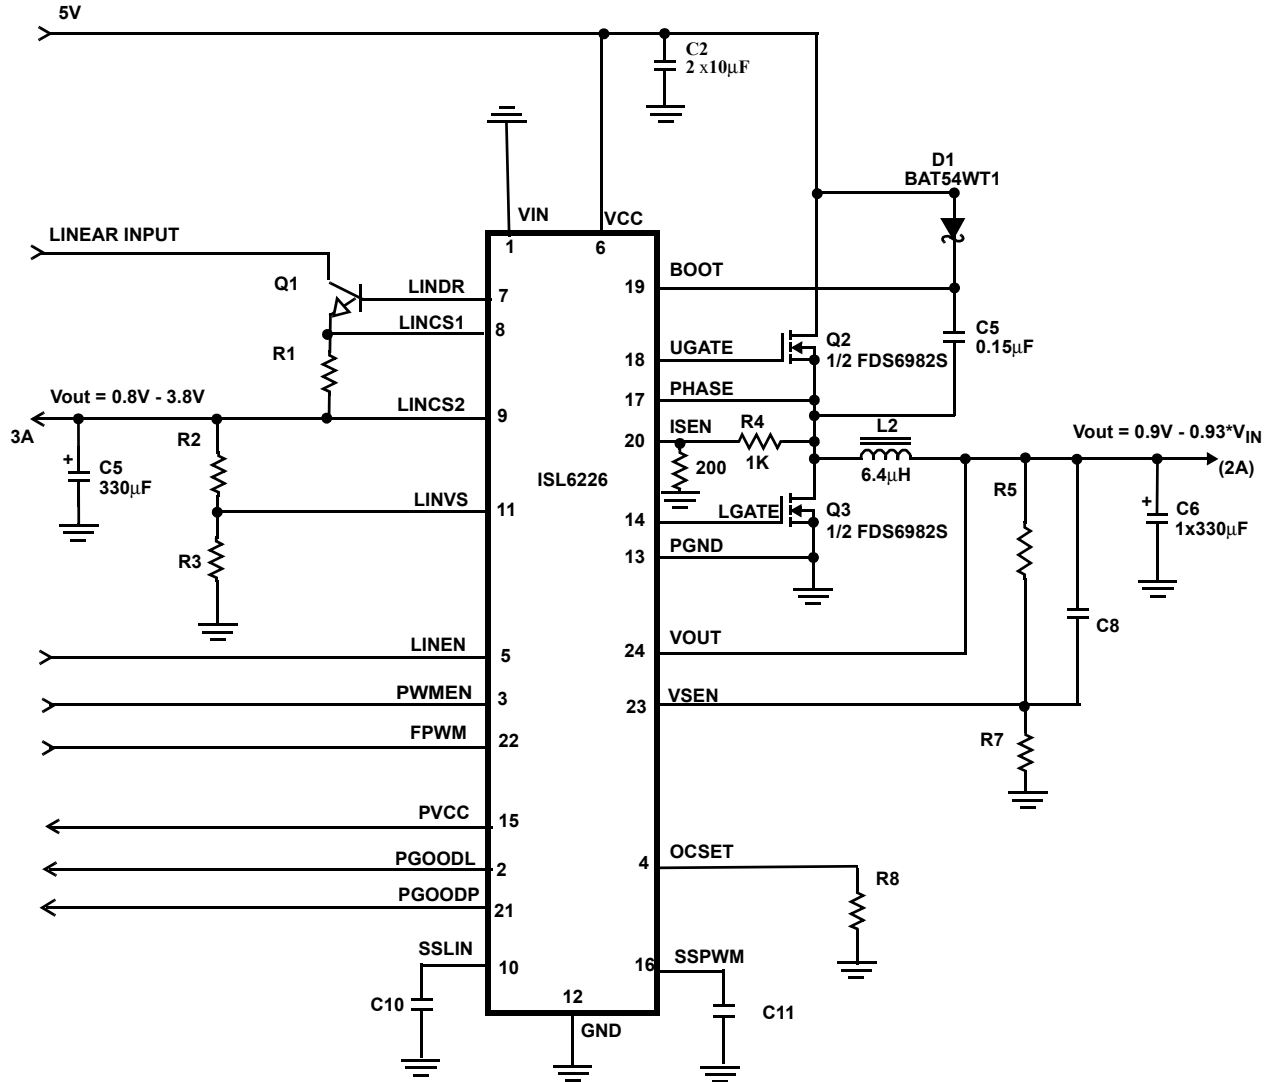 5V
C2
2 x10μF
D1
BAT54WT1
VIN
VCC
1
6
LINEAR INPUT
Q1
LINDR
7
LINCS1
8
R1
Vout = 0.8V - 3.8V
LINCS2
9
3A
R2
+
C5
330μF
LINVS
11
R3
ISL6226
19
BOOT
C5
0.15μF
18
UGATE
Q2
1/2 FDS6982S
17
PHASE
20
ISEN
R4
1K
200
L2
6.4μH
Vout = 0.9V - 0.93*VIN
(2A)
14
LGATE
Q3
1/2 FDS6982S
13
PGND
R5
+
C6
1x330μF
C8
24
VOUT
23
VSEN
R7
LINEN
5
PWMEN
3
FPWM
22
PVCC
15
PGOODL
2
PGOODP
21
4
OCSET
R8
SSLIN
10
C10
16
SSPWM
C11
12
GND